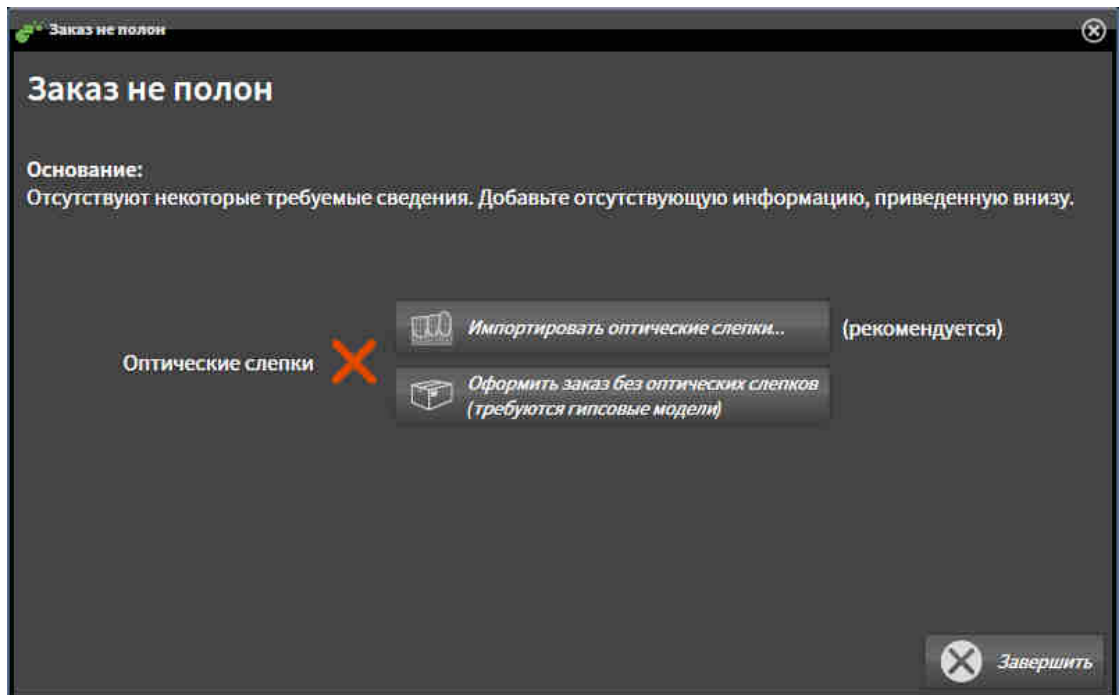 Заказ не полон
Заказ не полон
Основание:
Отсутствуют некоторые требуемые сведения. Добавьте отсутствующую информацию, приведенную внизу.
Импортировать оптические слепки... (рекомендуется)
Оптические слепки
Оформить заказ без оптических слепков
(требуются гипсовые модели)
Завершить